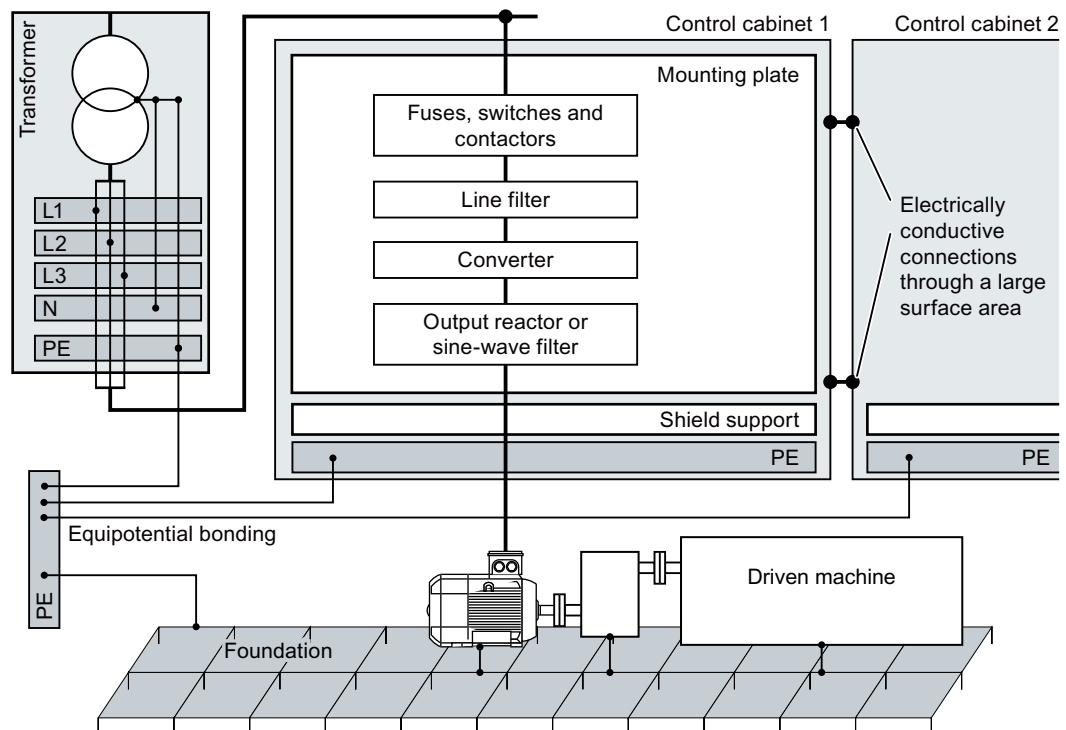 Transformer
L1
L2
L3
N
PE
Control cabinet 1
Control cabinet 2
Mounting plate
Fuses, switches and
contactors
Line filter
Converter
Output reactor or
sine-wave filter
Electrically
conductive
connections
through a large
surface area
Shield support
PE
PE
Equipotential bonding
PE
Driven machine
Foundation